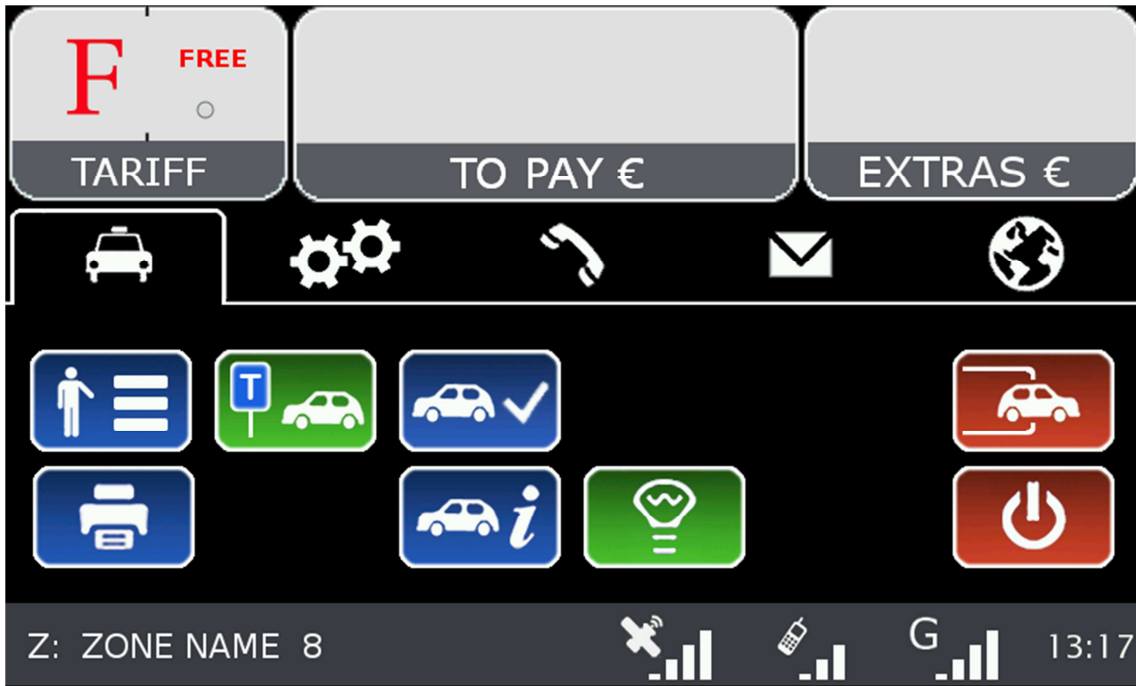 F FREE
TARIFF
TO PAY €
EXTRAS €
T
i
Z: ZONE NAME 8
G
13:17